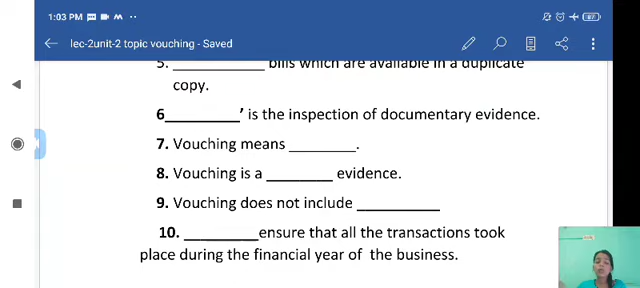 1:03 PM
lec-2unit-2 topic vouching - Saved
5. __________ bills which are available in a duplicate
copy.
6________’ is the inspection of documentary evidence.
7. Vouching means ________.
8. Vouching is a ________ evidence.
9. Vouching does not include __________
10. _________ensure that all the transactions took
place during the financial year of the business.